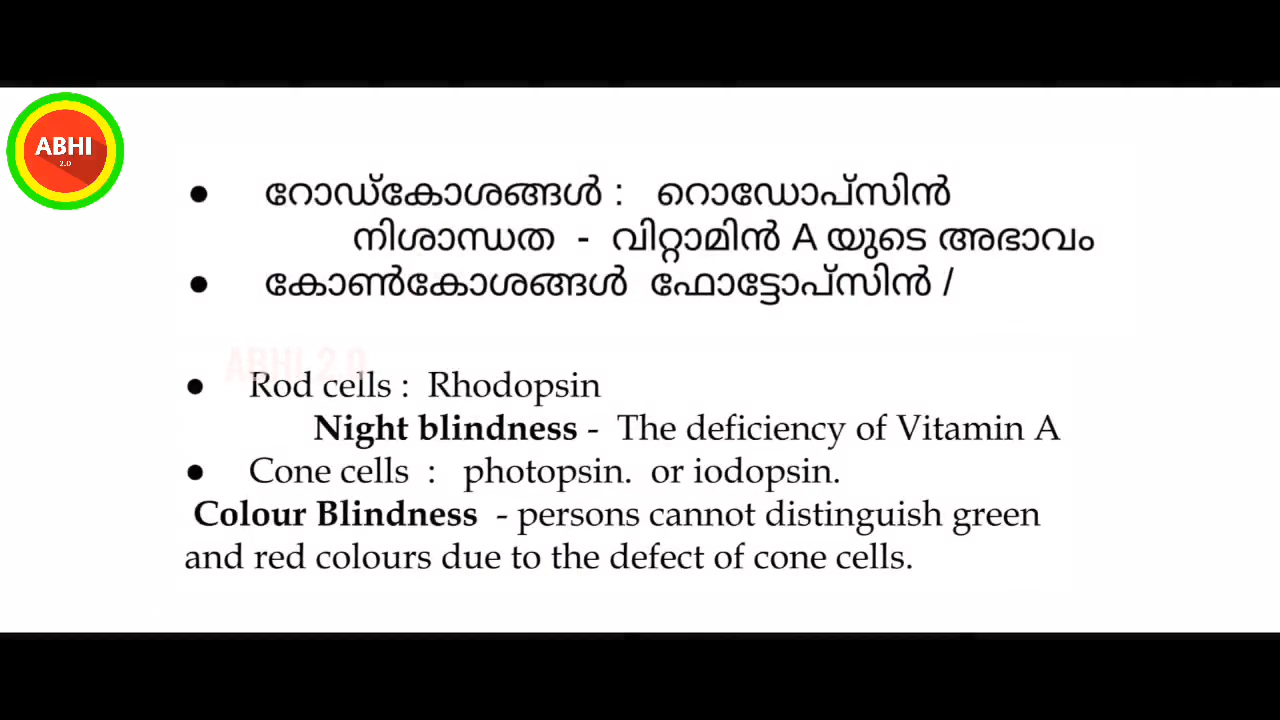 ABHI
2.0
● റോഡ്കോശങ്ങൾ : റൊഡോപ്സിൻ
നിശാന്ധത - വിറ്റാമിൻ A യുടെ അഭാവം
● കോൺകോശങ്ങൾ ഫോട്ടോപ്സിൻ /
ABHI 2.0
● Rod cells : Rhodopsin
Night blindness - The deficiency of Vitamin A
● Cone cells : photopsin. or iodopsin.
Colour Blindness - persons cannot distinguish green
and red colours due to the defect of cone cells.